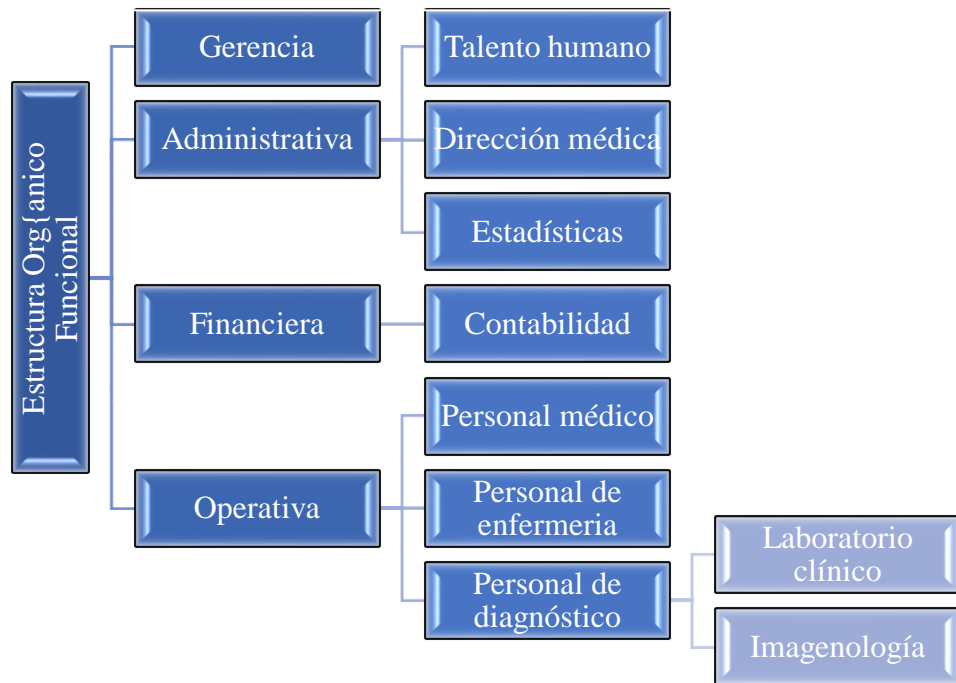 Estructura Org{anico
Funcional
Gerencia
Administrativa
Talento humano
Dirección médica
Estadísticas
Financiera
Contabilidad
Operativa
Personal médico
Personal de
enfermeria
Personal de
diagnóstico
Laboratorio
clínico
Imagenología